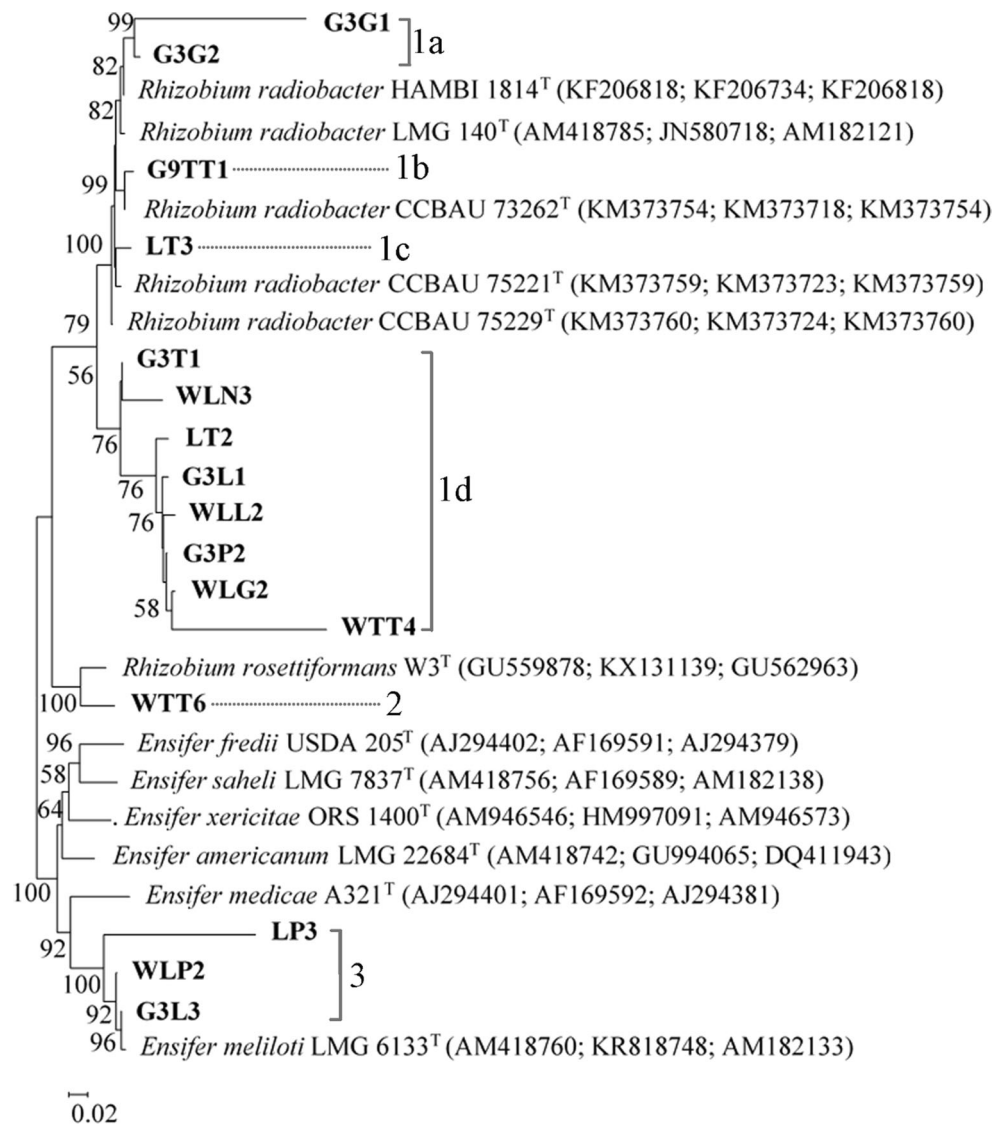 99 G3G1
1a
G3G2
82
Rhizobium radiobacter HAMBI 1814T (KF206818; KF206734; KF206818)
82
Rhizobium radiobacter LMG 140T (AM418785; JN580718; AM182121)
G9TT1 1b
99
Rhizobium radiobacter CCBAU 73262T (KM373754; KM373718; KM373754)
100 LT3 1c
Rhizobium radiobacter CCBAU 75221T (KM373759; KM373723; KM373759)
79 Rhizobium radiobacter CCBAU 75229T (KM373760; KM373724; KM373760)
G3T1
56
WLN3
76 LT2
G3L1
76 1d
WLL2
76
G3P2
WLG2
58
WTT4
Rhizobium rosettiformans W3T (GU559878; KX131139; GU562963)
100 WTT6 2
96 Ensifer fredii USDA 205T (AJ294402; AF169591; AJ294379)
58
Ensifer saheli LMG 7837T (AM418756; AF169589; AM182138)
64
. Ensifer xericitae ORS 1400T (AM946546; HM997091; AM946573)
Ensifer americanum LMG 22684T (AM418742; GU994065; DQ411943)
100
Ensifer medicae A321T (AJ294401; AF169592; AJ294381)
LP3
92
WLP2
100 3
G3L3
92
96 Ensifer meliloti LMG 6133T (AM418760; KR818748; AM182133)
0.02